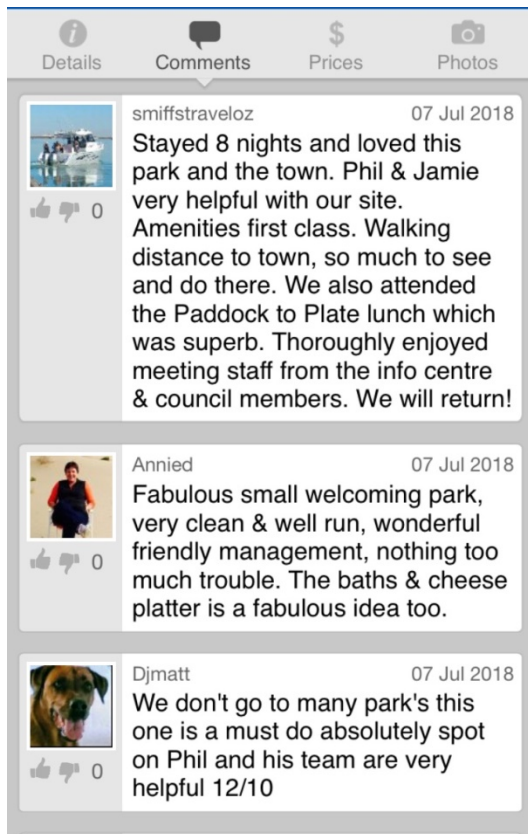 Details Comments Prices Photos
smiffstraveloz 07 Jul 2018
Stayed 8 nights and loved this
park and the town. Phil & Jamie
very helpful with our site.
Amenities first class. Walking
distance to town, so much to see
and do there. We also attended
the Paddock to Plate lunch which
was superb. Thoroughly enjoyed
meeting staff from the info centre
& council members. We will return!
0
Annied 07 Jul 2018
Fabulous small welcoming park,
very clean & well run, wonderful
friendly management, nothing too
much trouble. The baths & cheese
platter is a fabulous idea too.
0
Djmatt 07 Jul 2018
We don't go to many park's this
one is a must do absolutely spot
on Phil and his team are very
helpful 12/10
0